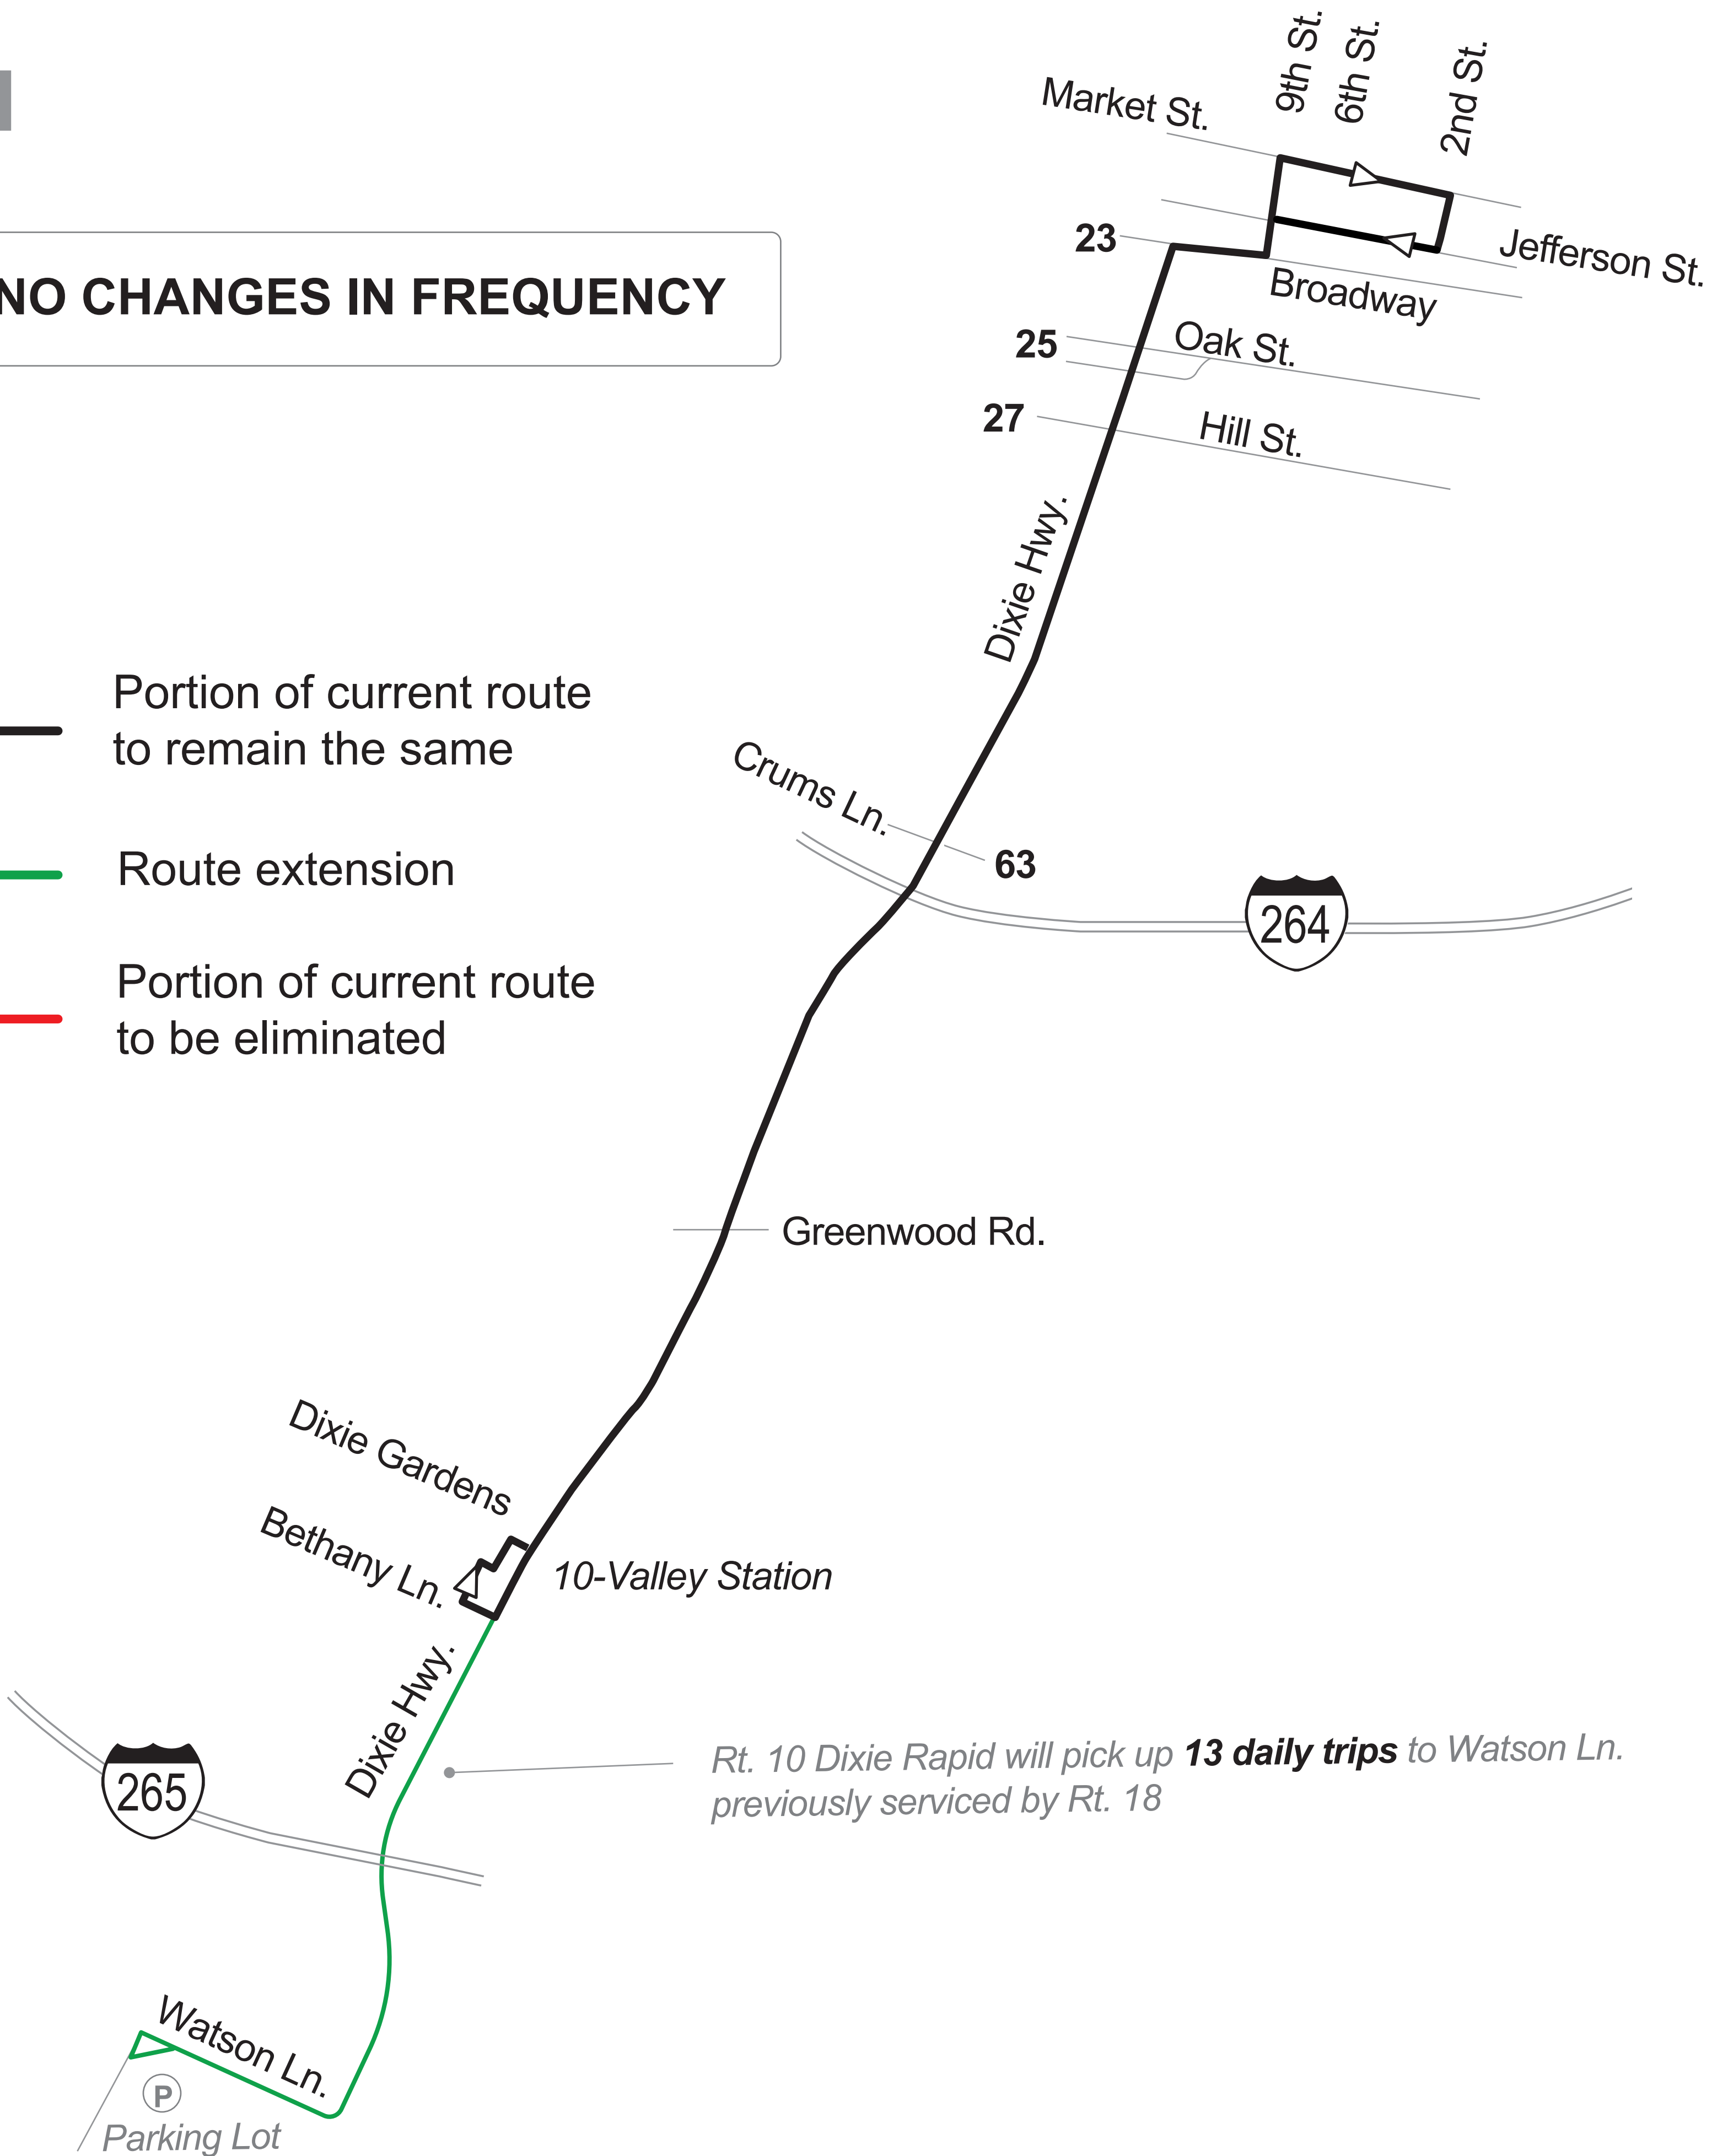 9th St.
6th St.
2nd St.
Market St.
23
Jefferson St.
Broadway
NO CHANGES IN FREQUENCY
25
Oak St.
27
Hill St.
Dixie Hwy.
Portion of current route
to remain the same
Crums Ln.
63
Route extension
264
Portion of current route
to be eliminated
Greenwood Rd.
Dixie Gardens
Bethany Ln.
10-Valley Station
Dixie Hwy.
265
Rt. 10 Dixie Rapid will pick up 13 daily trips to Watson Ln.
previously serviced by Rt. 18
Watson Ln.
P
Parking Lot